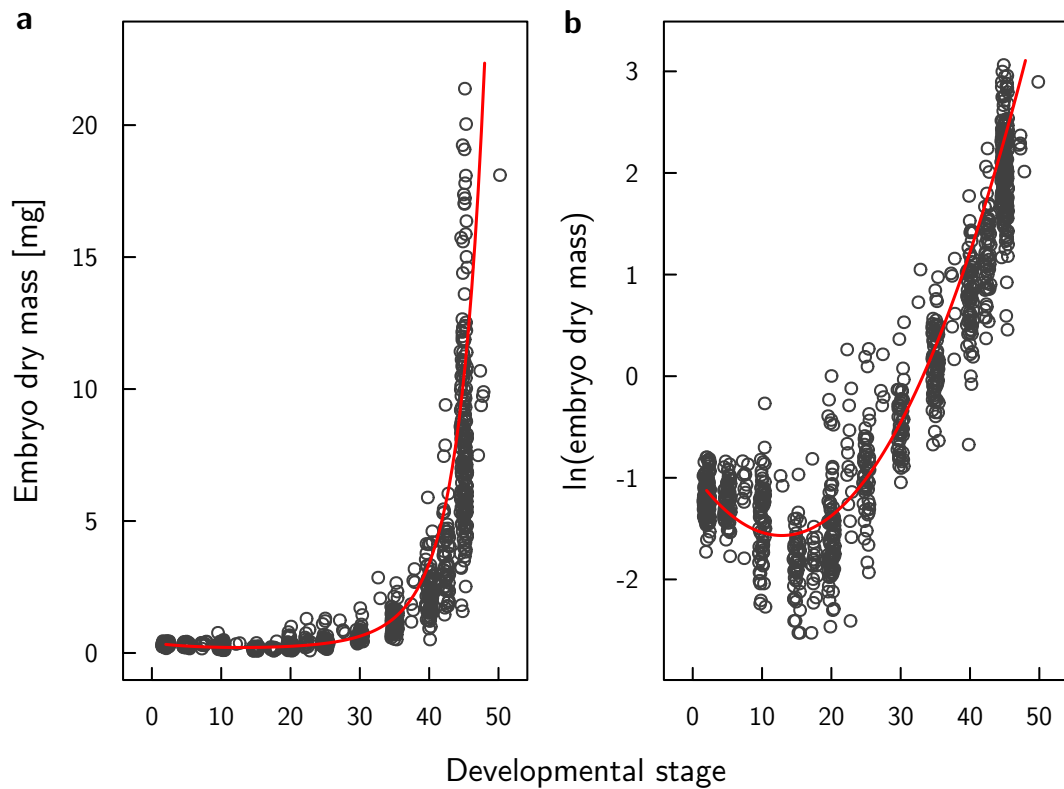 a
Embryo dry mass [mg]
20
15
10
5
0
0 10 20 30 40 50
b
ln(embryo dry mass)
3
2
1
0
−1
−2
0 10 20 30 40 50
Developmental stage